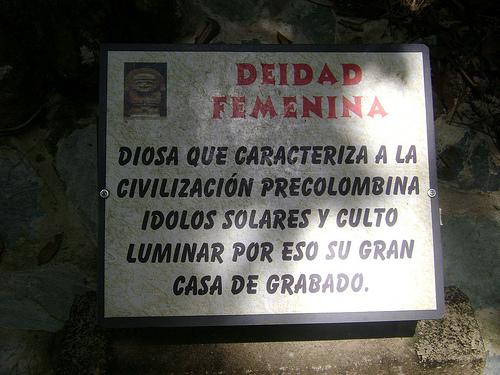 DEIDAD
FEMENINA
DIOSA QUE CARACTERIZA A LA
CIVILIZACIÓN PRECOLOMBINA
IDOLOS SOLARES Y CULTO
LUMINAR POR ESO SU GRAN
CASA DE GRABADO.